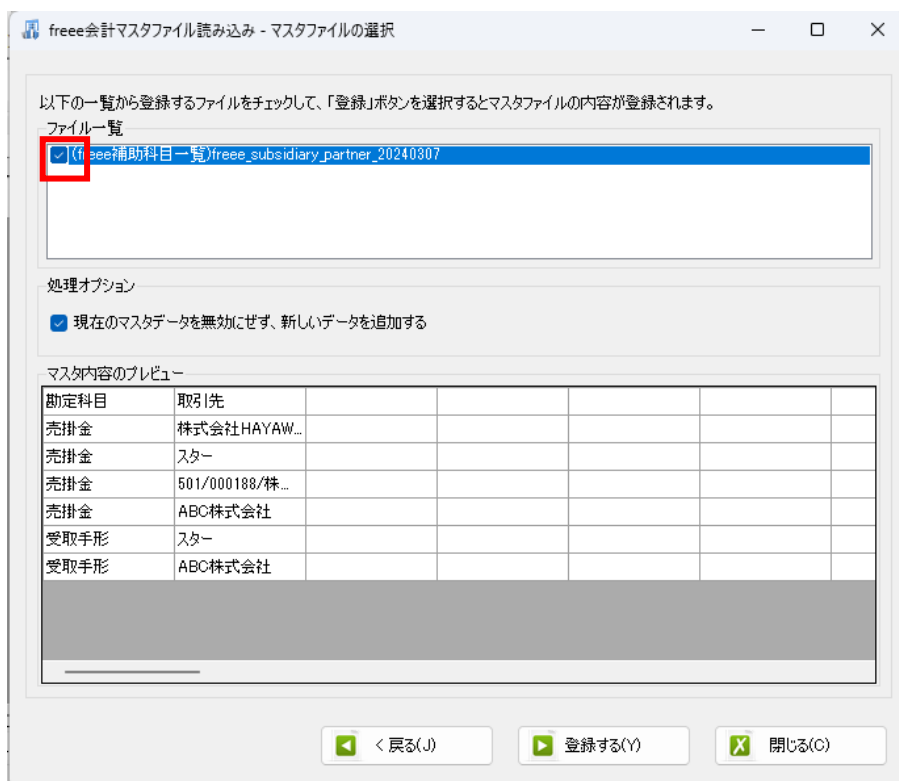 freee会計マスタファイル読み込み - マスタファイルの選択
以下の一覧から登録するファイルをチェックして、「登録」ボタンを選択するとマスタファイルの内容が登録されます。
ファイル一覧
(freee補助科目一覧)freee_subsidiary_partner_20240307
処理オプション
現在のマスタデータを無効にぜず、新しいデータを追加する
マスタ内容のプレビュー
勘定科目 取引先
売掛金 株式会社HAYAW...
売掛金 スター
売掛金 501/000188/株...
売掛金 ABC株式会社
受取手形 スター
受取手形 ABC株式会社
< 戻る(J) 登録する(Y) 閉じる(C)